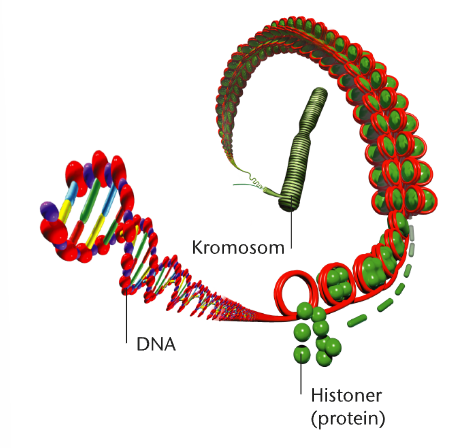 Kromosom
DNA
Histoner
(protein)